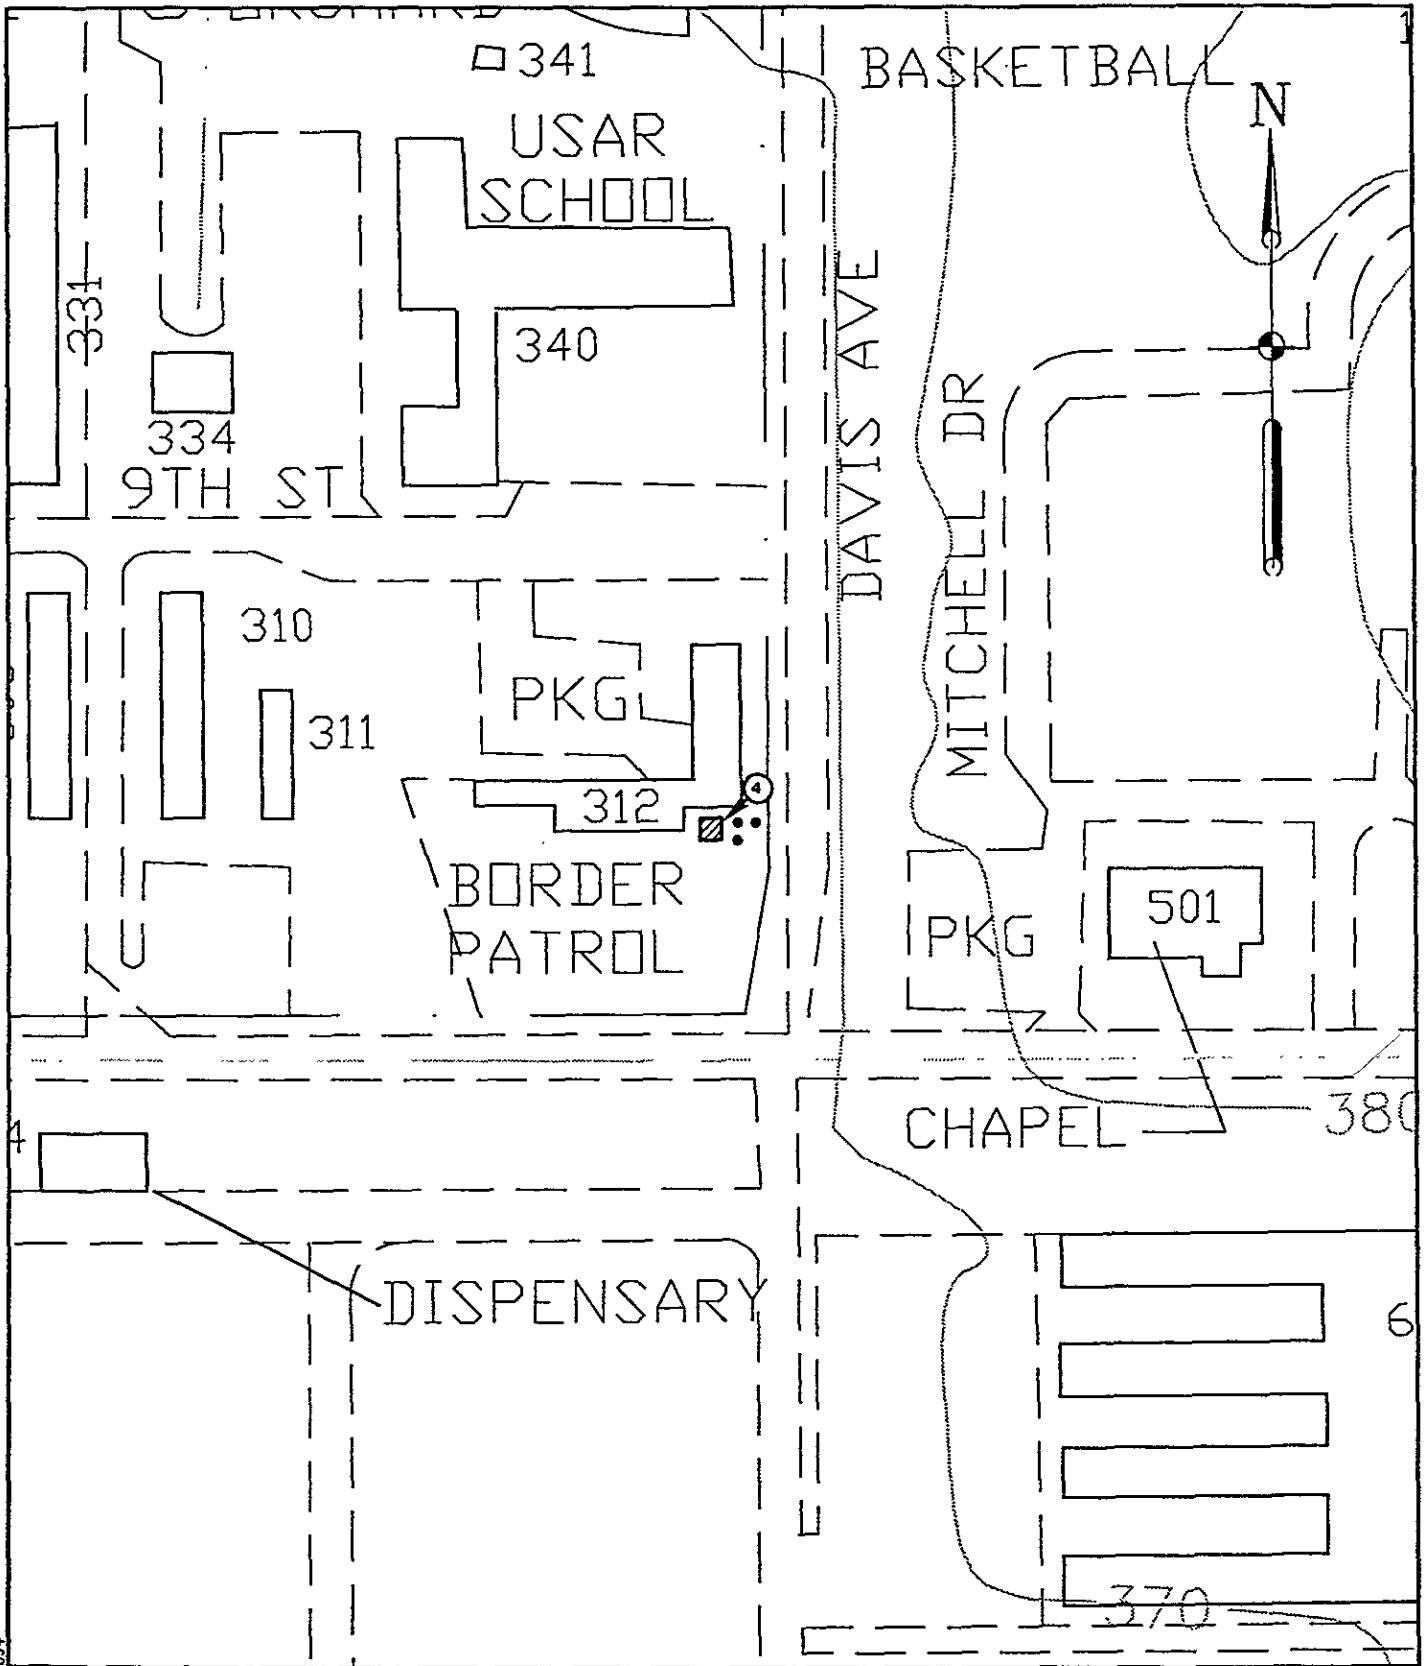 341
BASKETBALL
N
USAR
SCHOOL
331
340
DAVIS AVE
334
MITCHELL DR
9TH ST
310
PKG
311
4
312
BORDER
PATROL
501
PKG
CHAPEL
380
DISPENSARY
370